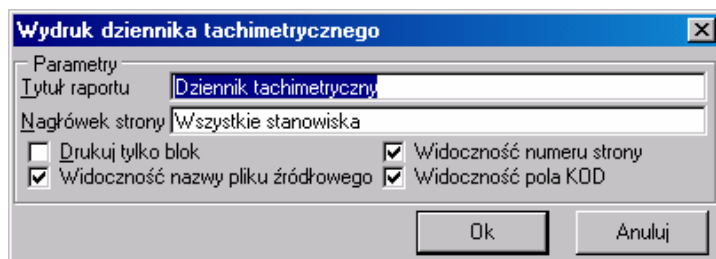 Wydruk dziennika tachimetrycznego
Parametry
Tytuł raportu Dziennik tachimetryczny
Nagłówek strony Wszystkie stanowiska
Drukuj tylko blok Widoczność numeru strony
Widoczność nazwy pliku źródłowego Widoczność pola KOD
Ok Anuluj